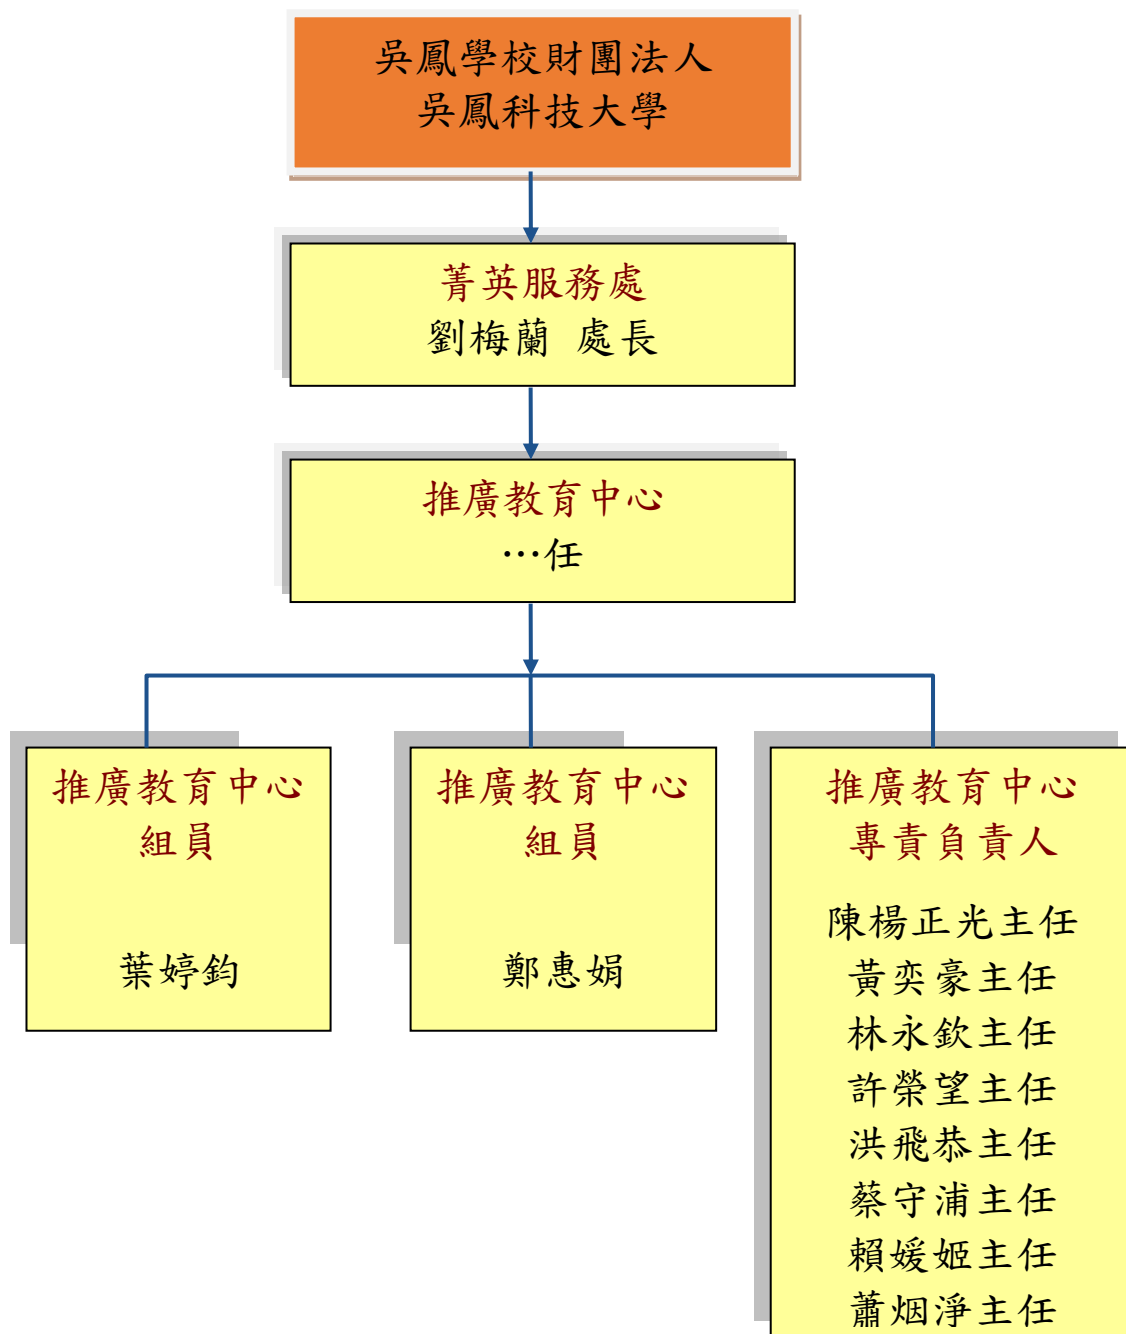 吳鳳學校財團法人
吳鳳科技大學
菁英服務處
劉梅蘭 處長
推廣教育中心
…任
推廣教育中心
組員
葉婷鈞
推廣教育中心
組員
鄭惠娟
推廣教育中心
專責負責人
陳楊正光主任
黃奕豪主任
林永欽主任
許榮望主任
洪飛恭主任
蔡守浦主任
賴媛姬主任
蕭烟淨主任